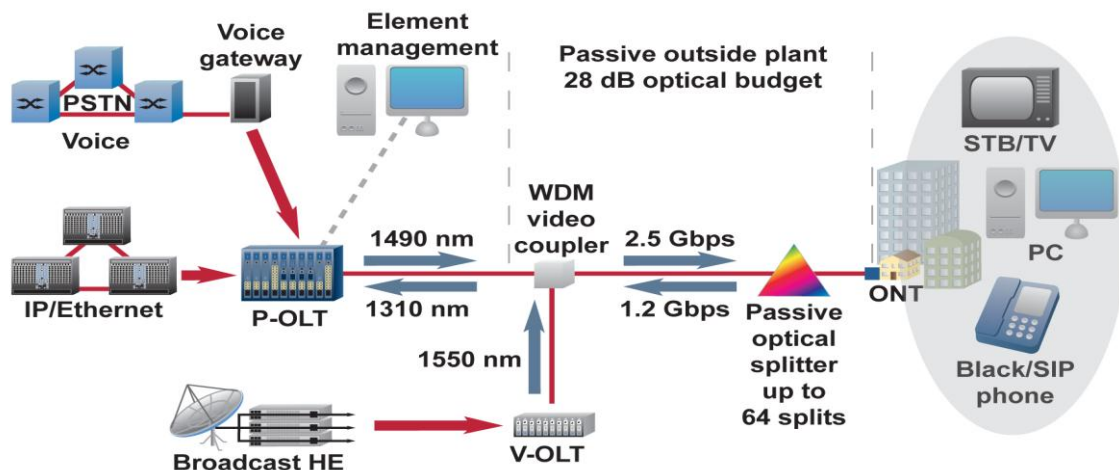 Voice
gateway
PSTN
Voice
Element
management
Passive outside plant
28 dB optical budget
STB/TV
PC
Black/SIP
phone
IP/Ethernet
P-OLT
1490 nm
1310 nm
WDM
video
coupler
2.5 Gbps
1.2 Gbps
Passive
optical
splitter
up to
64 splits
ONT
1550 nm
Broadcast HE
V-OLT